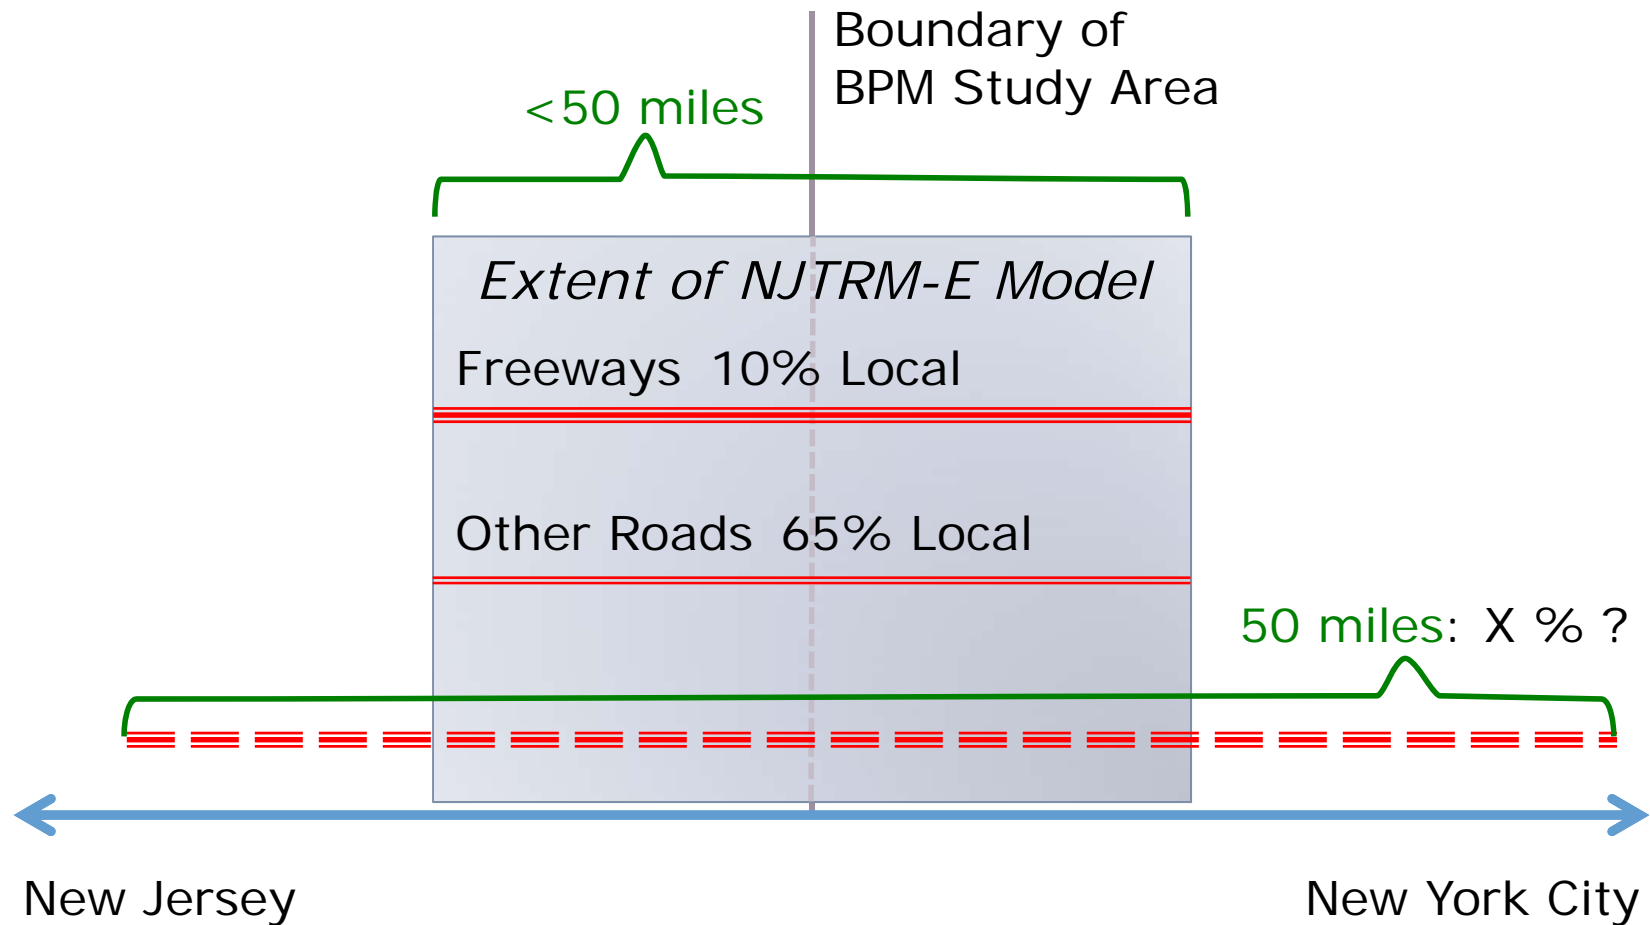 Boundary of
BPM Study Area
<50 miles
Extent of NJTRM-E Model
Freeways 10% Local
Other Roads 65% Local
50 miles: X % ?
New Jersey
New York City